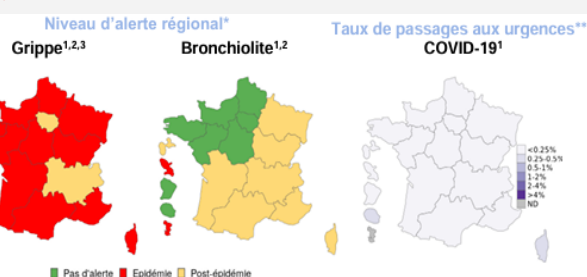 Niveau d'alerte régional*
Taux de passages aux urgences**
Grippe1,2,3
Bronchiolite1,2
COVID-191
<0.25%
0.25-0.5%
0.5-1%
1-2%
2-4%
>4%
ND
Pas d'alerte Epidémie Post-épidémie